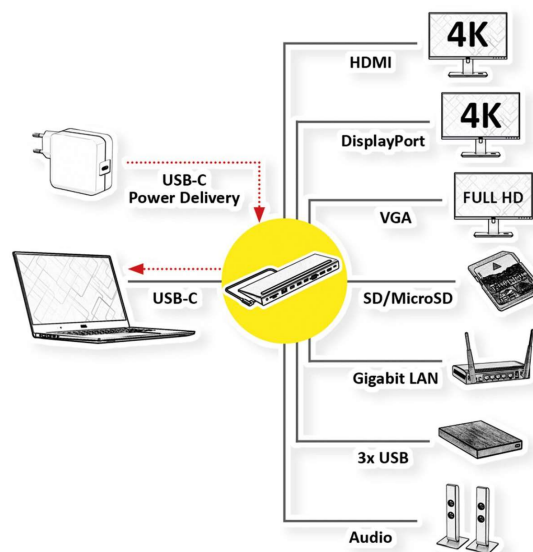 4K
HDMI
4K
DisplayPort
USB-C
Power Delivery
FULL HD
VGA
USB-C
SD/MicroSD
Gigabit LAN
3x USB
Audio